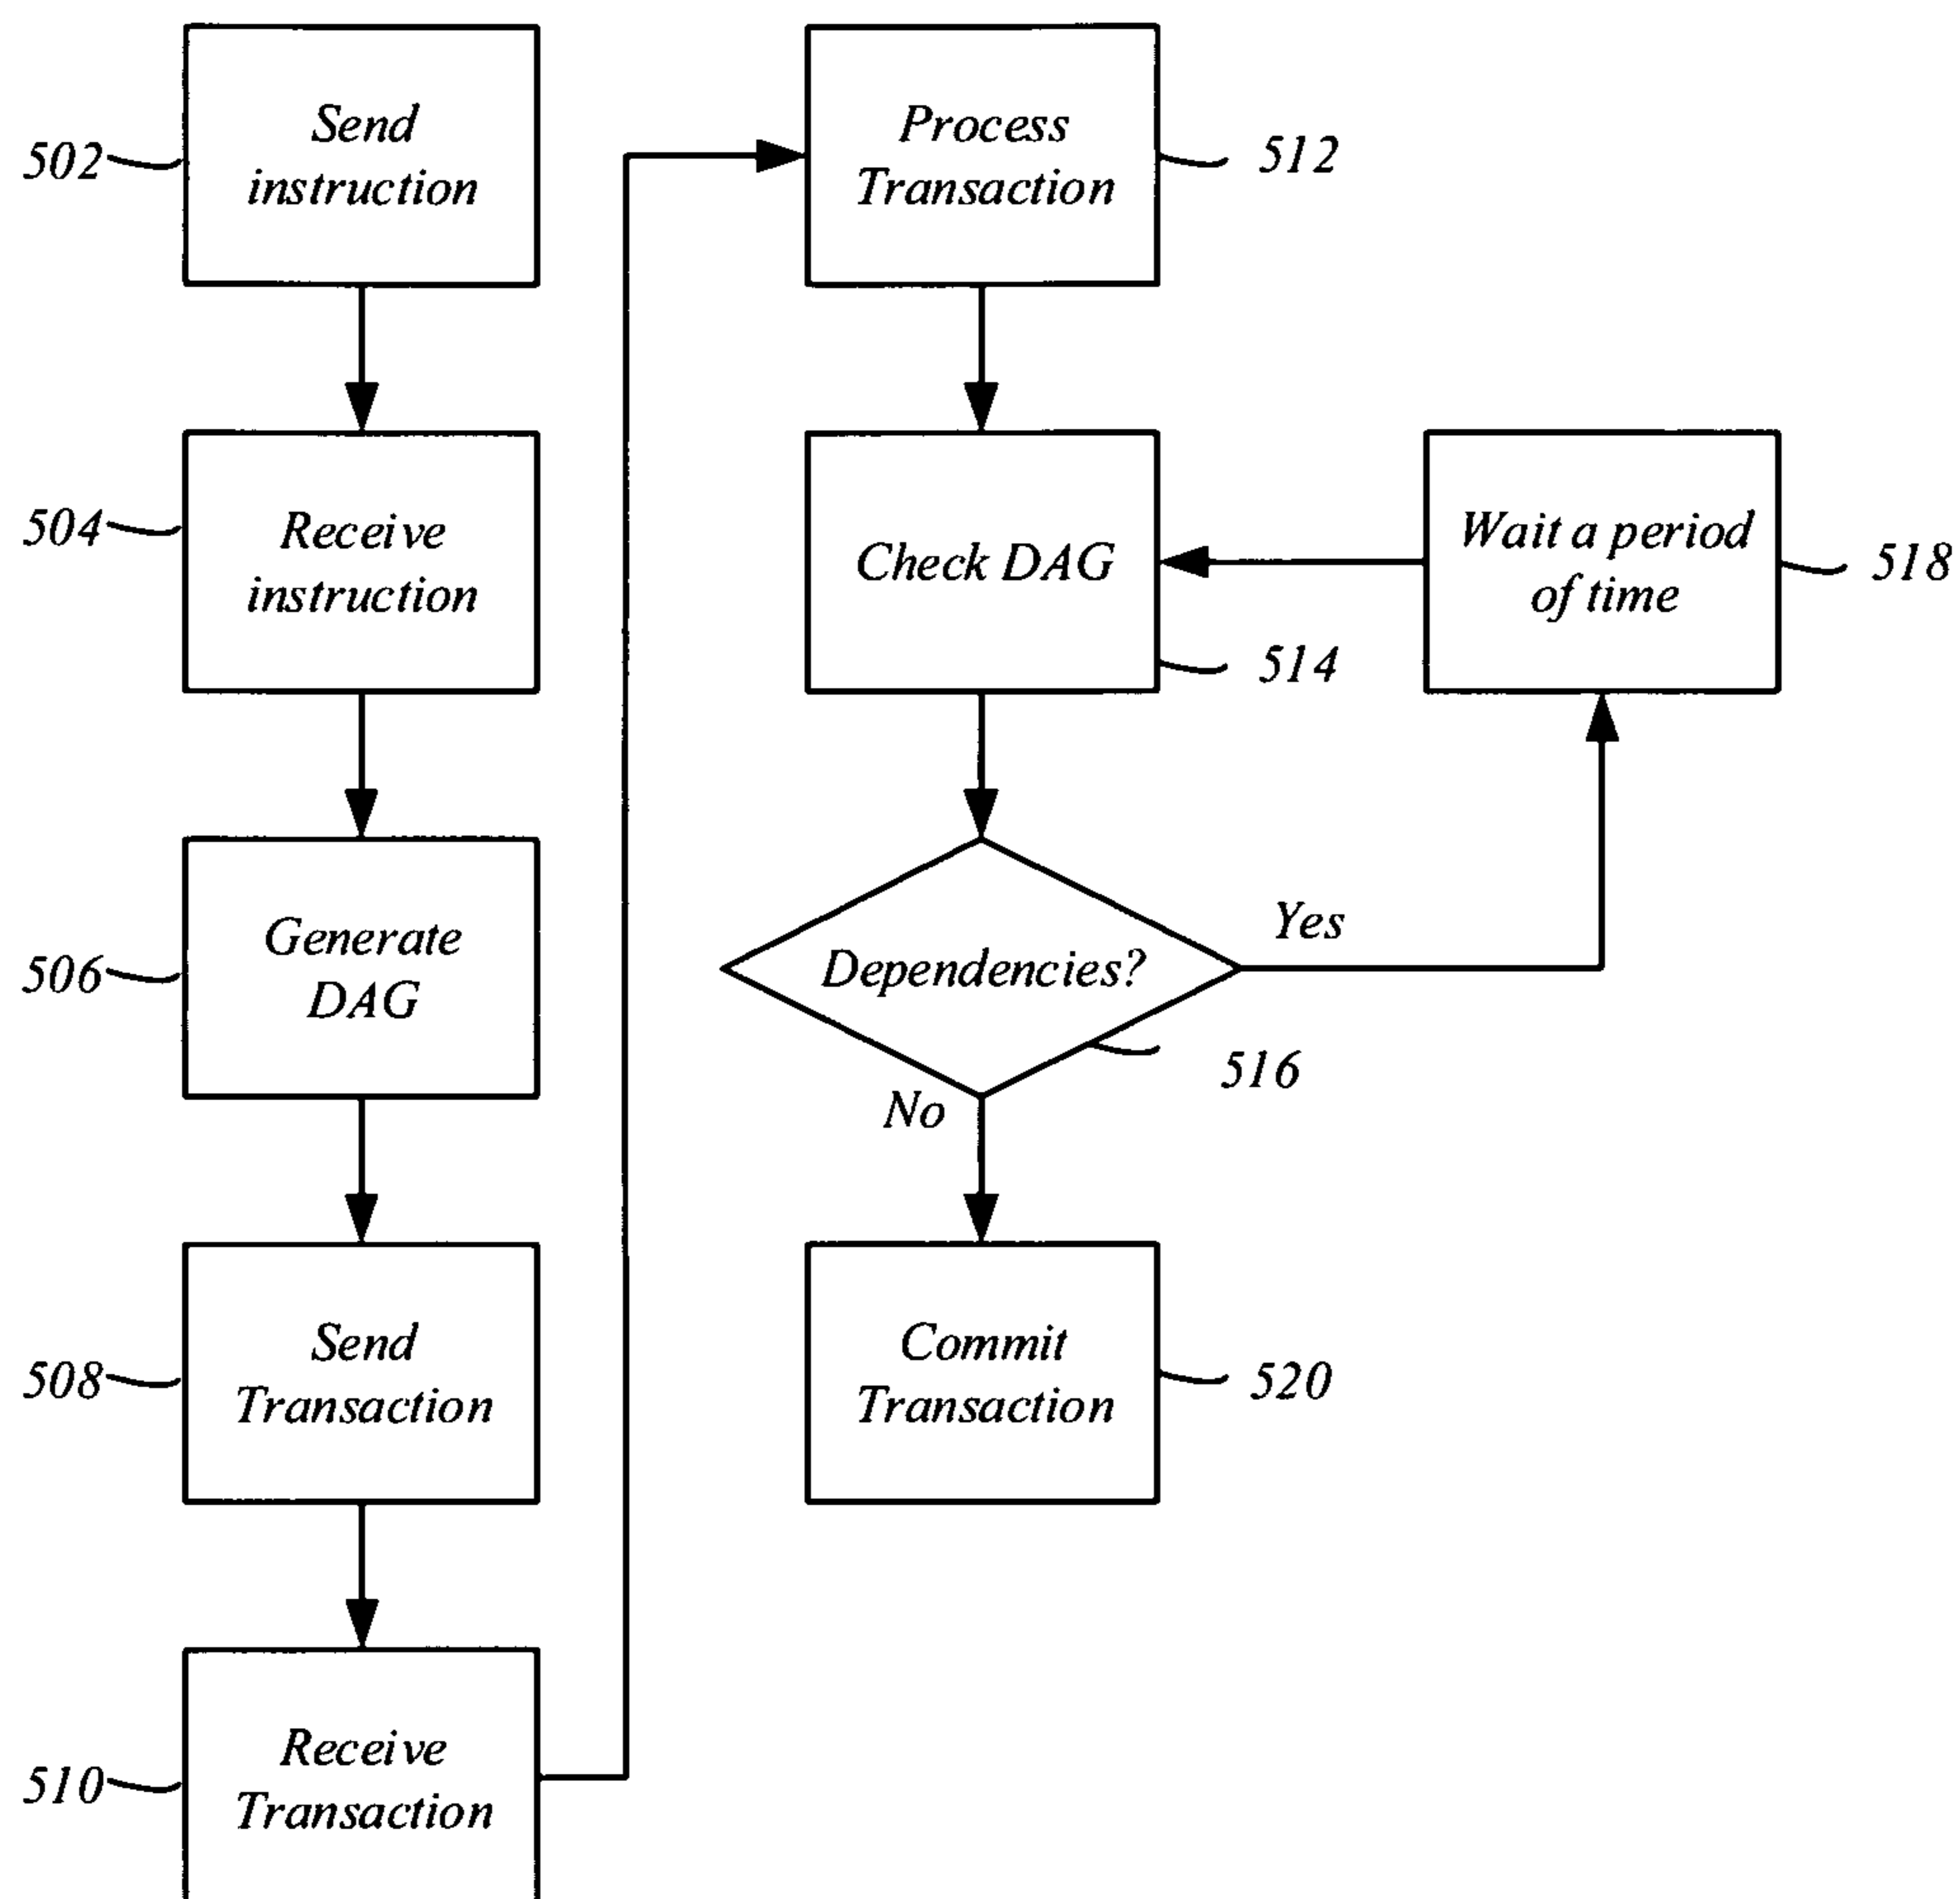 502
Send
instruction
504
Receive
instruction
506
Generate
DAG
508
Send
Transaction
510
Receive
Transaction
Process
Transaction
512
Check DAG
514
Wait a period
of time
518
Dependencies?
Yes
516
No
Commit
Transaction
520